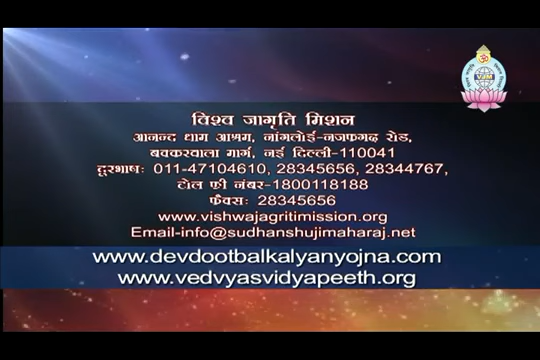 विश्व जागृति मिशन
आनन्द धाम आश्रम, नांगलोई-नजफगढ रोड,
बक्करवाला मार्ग, नई दिल्ली-110041
दूरभाषः 011-47104610, 28345656, 28344767,
टोल फ्री नंबर-1800118188
फैक्सः 28345656
www.vishwajagritimission.org
Email-info@sudhanshujimaharaj.net
www.devdootbalkalyanyojna.com
www.vedvyasvidyapeeth.org
VJM